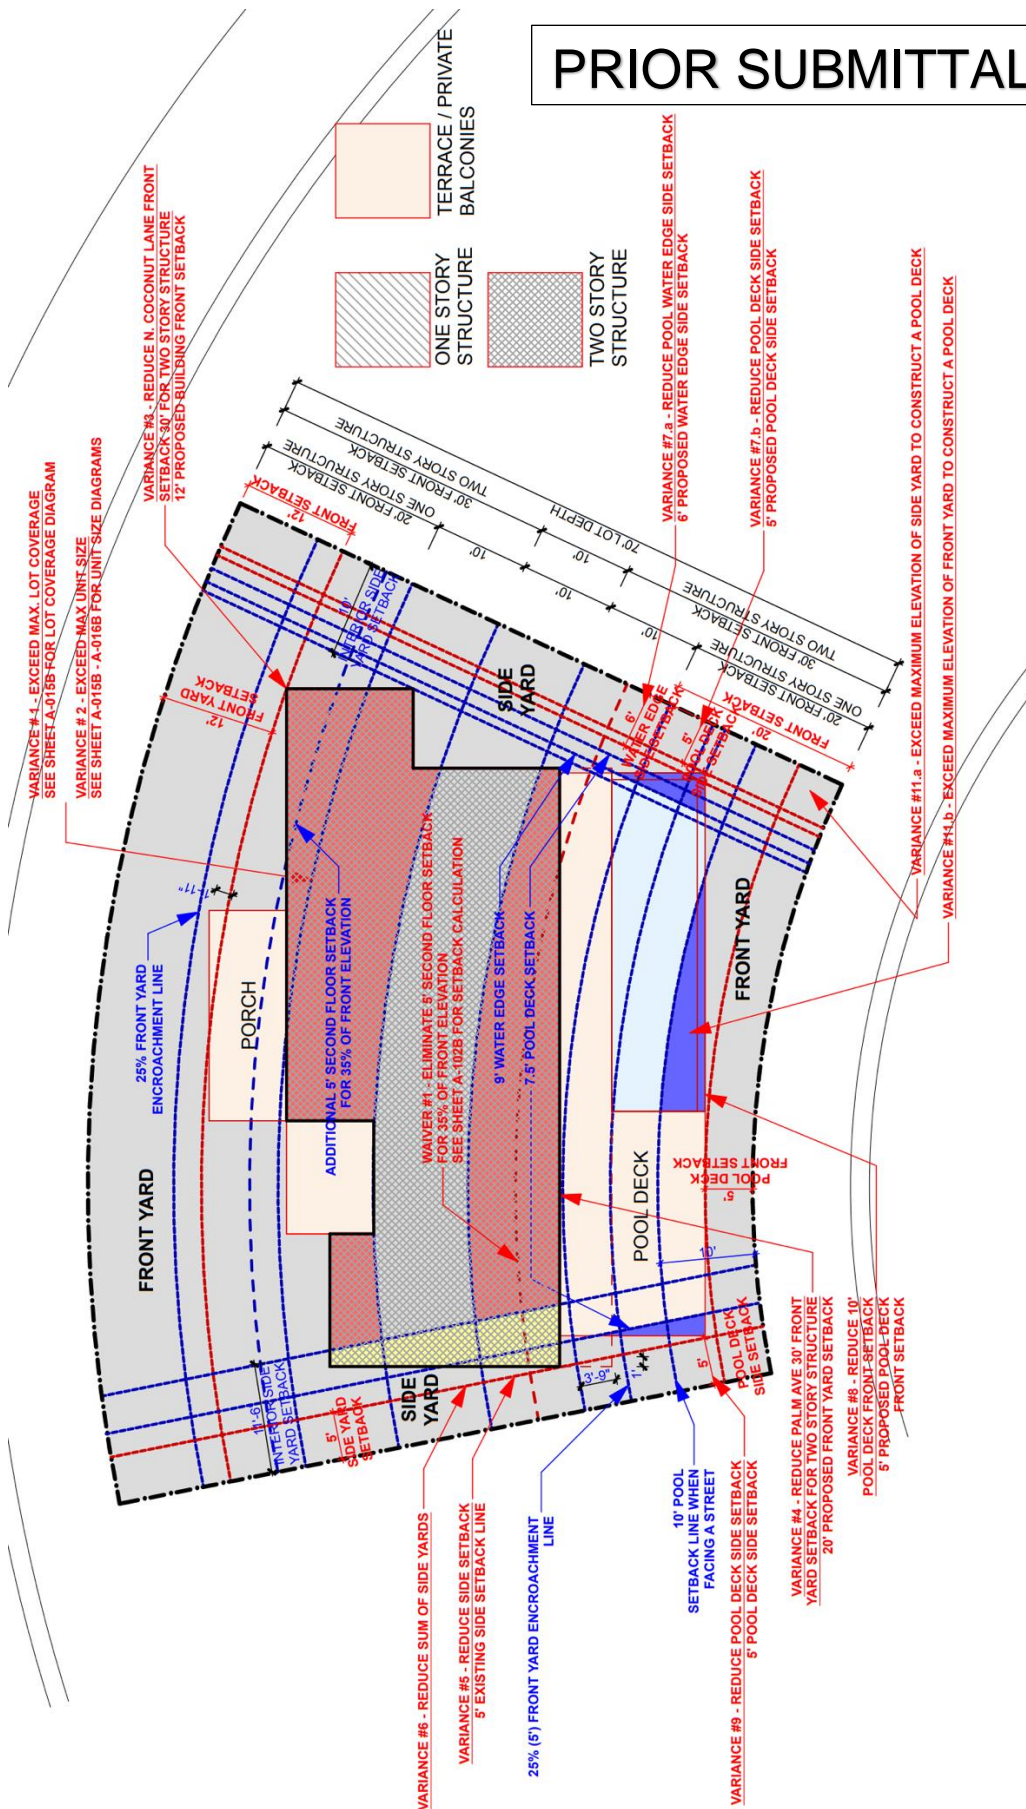 PRIOR SUBMITTAL
TERRACE / PRIVATE
BALCONIES
ONE STORY
STRUCTURE
TWO STORY
STRUCTURE
VARIANCE # 1 - EXCEED MAX. LOT COVERAGE
SEE SHEET A-015B FOR LOT COVERAGE DIAGRAM
VARIANCE # 2 - EXCEED MAX UNIT SIZE
SEE SHEET A-015B - A-016B FOR UNIT SIZE DIAGRAMS
VARIANCE #3 - REDUCE N. COCONUT LANE FRONT
SETBACK 30' FOR TWO STORY STRUCTURE
12' PROPOSED BUILDING FRONT SETBACK
12'
FRONT SETBACK
20' FRONT SETBACK
ONE STORY STRUCTURE
30' FRONT SETBACK
TWO STORY STRUCTURE
10'
10'
10'
10'
70' LOT DEPTH
20' FRONT SETBACK
ONE STORY STRUCTURE
30' FRONT SETBACK
TWO STORY STRUCTURE
20'
FRONT SETBACK
10'
INTERIOR SIDE
YARD SETBACK
12'
FRONT YARD
SETBACK
1'-11"
25% FRONT YARD
ENCROACHMENT LINE
FRONT YARD
PORCH
SIDE
YARD
ADDITIONAL 5' SECOND FLOOR SETBACK
FOR 35% OF FRONT ELEVATION
WAIVER #1 - ELIMINATE 5' SECOND FLOOR SETBACK
FOR 35% OF FRONT ELEVATION
SEE SHEET A-102B FOR SETBACK CALCULATION
9' WATER EDGE SETBACK
7.5' POOL DECK SETBACK
6'
WATER EDGE
SIDE SETBACK
5'
POOL DECK
SIDE SETBACK
VARIANCE #7.a - REDUCE POOL WATER EDGE SIDE SETBACK
6' PROPOSED WATER EDGE SIDE SETBACK
VARIANCE #7.b - REDUCE POOL DECK SIDE SETBACK
5' PROPOSED POOL DECK SIDE SETBACK
VARIANCE #11.a - EXCEED MAXIMUM ELEVATION OF SIDE YARD TO CONSTRUCT A POOL DECK
VARIANCE #11.b - EXCEED MAXIMUM ELEVATION OF FRONT YARD TO CONSTRUCT A POOL DECK
FRONT YARD
POOL DECK
5'
POOL DECK
FRONT SETBACK
10'
SIDE
YARD
11'-6"
INTERIOR SIDE
YARD SETBACK
5'
SIDE YARD
SETBACK
3'-9"
1'
5'
POOL DECK
SIDE SETBACK
VARIANCE #6 - REDUCE SUM OF SIDE YARDS
VARIANCE #5 - REDUCE SIDE SETBACK
5' EXISTING SIDE SETBACK LINE
25% (5') FRONT YARD ENCROACHMENT
LINE
10' POOL
SETBACK LINE WHEN
FACING A STREET
VARIANCE #9 - REDUCE POOL DECK SIDE SETBACK
5' POOL DECK SIDE SETBACK
VARIANCE #4 - REDUCE PALM AVE 30' FRONT
YARD SETBACK FOR TWO STORY STRUCTURE
20' PROPOSED FRONT YARD SETBACK
VARIANCE #8 - REDUCE 10'
POOL DECK FRONT SETBACK
5' PROPOSED POOL DECK
FRONT SETBACK